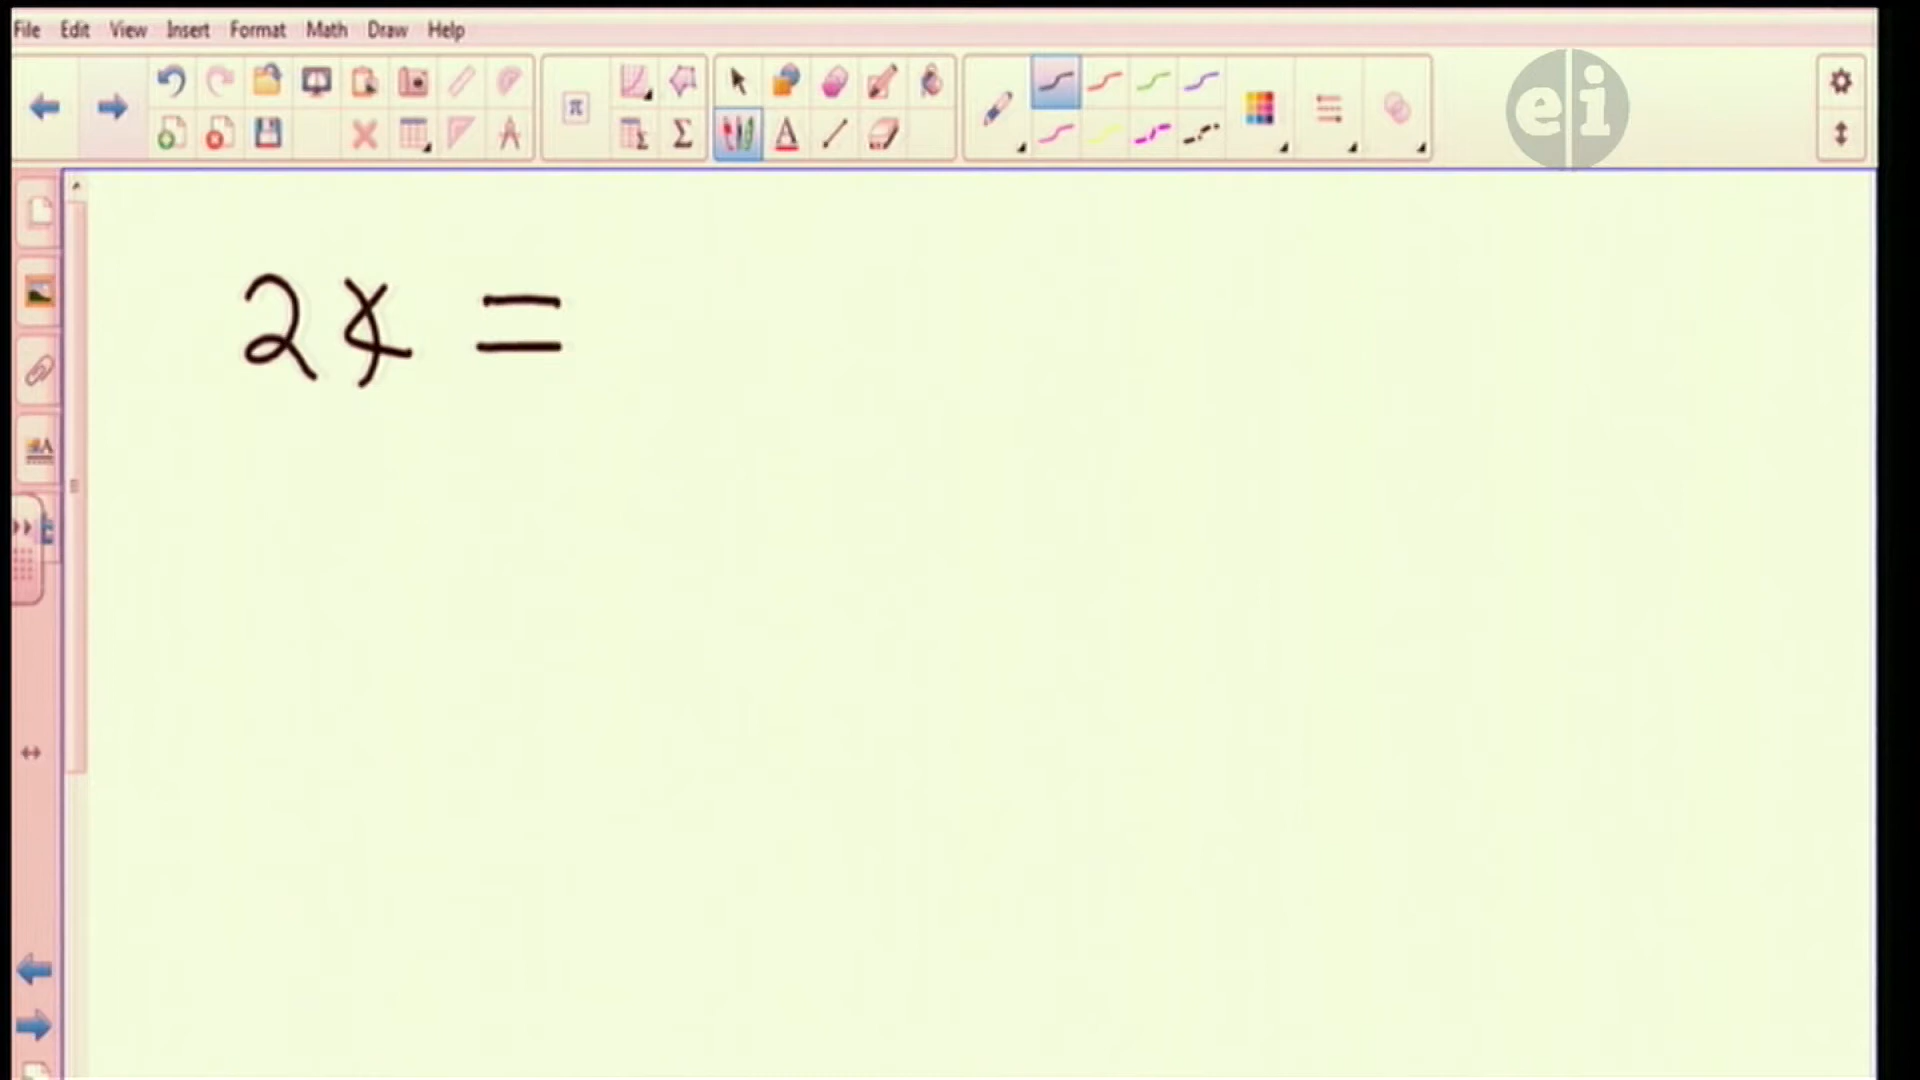 File Edit View Insert Format Math Draw Help
π Σ A
ei
2x =